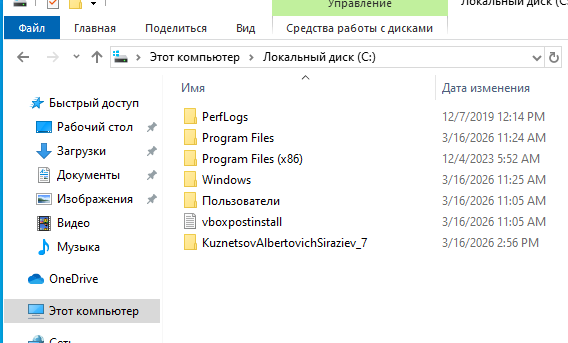 Управление
Локальный диск (C:)
Файл Главная Поделиться Вид Средства работы с дисками
Этот компьютер Локальный диск (C:)
Имя Дата изменения
Быстрый доступ
Рабочий стол
Загрузки
Документы
Изображения
Видео
Музыка
OneDrive
Этот компьютер
Сеть
PerfLogs 12/7/2019 12:14 PM
Program Files 3/16/2026 11:24 AM
Program Files (x86) 12/4/2023 5:52 AM
Windows 3/16/2026 11:25 AM
Пользователи 3/16/2026 11:05 AM
vboxpostinstall 3/16/2026 11:05 AM
KuznetsovAlbertovichSiraziev_7 3/16/2026 2:56 PM